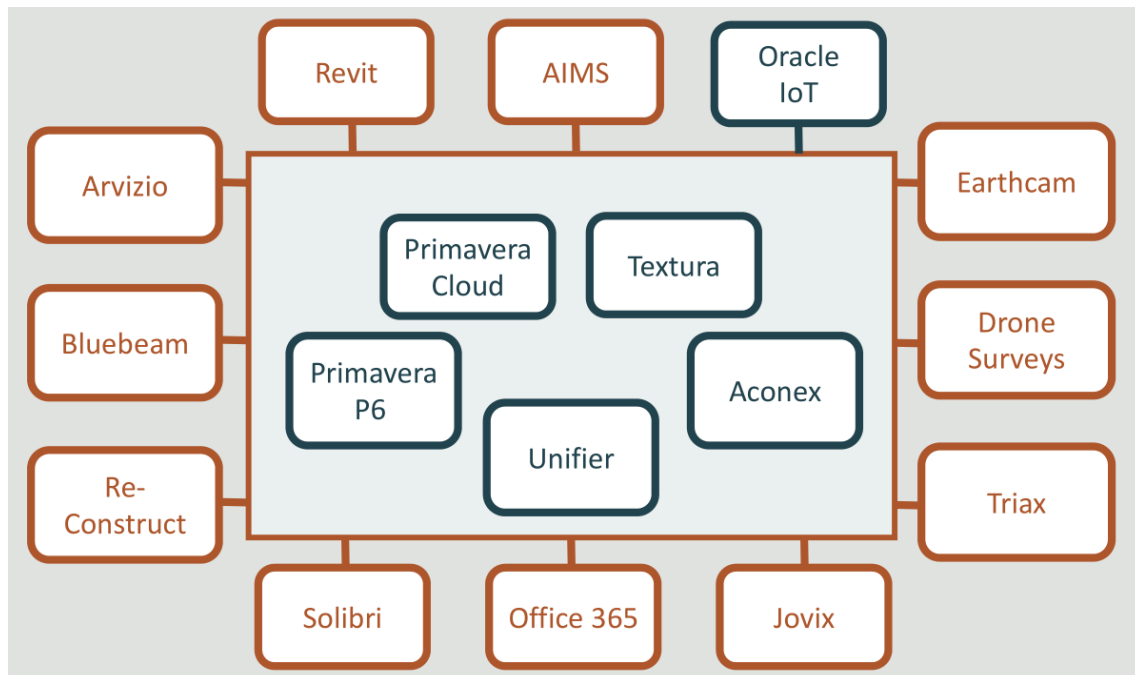 Revit
AIMS
Oracle
IoT
Arvizio
Earthcam
Primavera
Cloud
Textura
Bluebeam
Drone
Surveys
Primavera
P6
Aconex
Unifier
Re-
Construct
Triax
Solibri
Office 365
Jovix